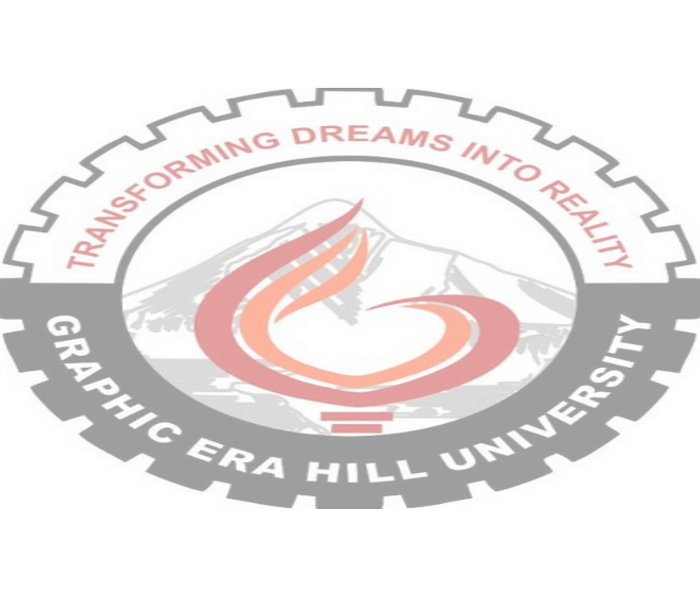 TRANSFORMING DREAMS INTO REALITY
GRAPHIC ERA HILL UNIVERSITY